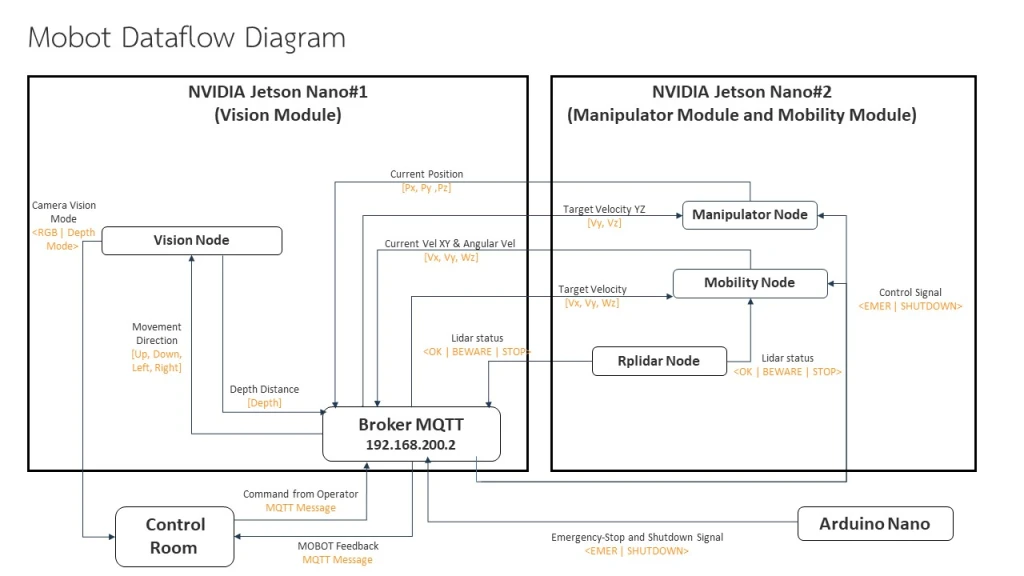 Mobot Dataflow Diagram
NVIDIA Jetson Nano#1
(Vision Module)
NVIDIA Jetson Nano#2
(Manipulator Module and Mobility Module)
Current Position
[Px, Py ,Pz]
Camera Vision
Mode
<RGB | Depth
Mode>
Vision Node
Target Velocity YZ
[Vy, Vz]
Manipulator Node
Current Vel XY & Angular Vel
[Vx, Vy, Wz]
Mobility Node
Target Velocity
[Vx, Vy, Wz]
Control Signal
<EMER | SHUTDOWN>
Movement
Direction
[Up, Down,
Left, Right]
Lidar status
<OK | BEWARE | STOP>
Rplidar Node
Lidar status
<OK | BEWARE | STOP>
Depth Distance
[Depth]
Broker MQTT
192.168.200.2
Command from Operator
MQTT Message
Control
Room
MOBOT Feedback
MQTT Message
Emergency-Stop and Shutdown Signal
<EMER | SHUTDOWN>
Arduino Nano